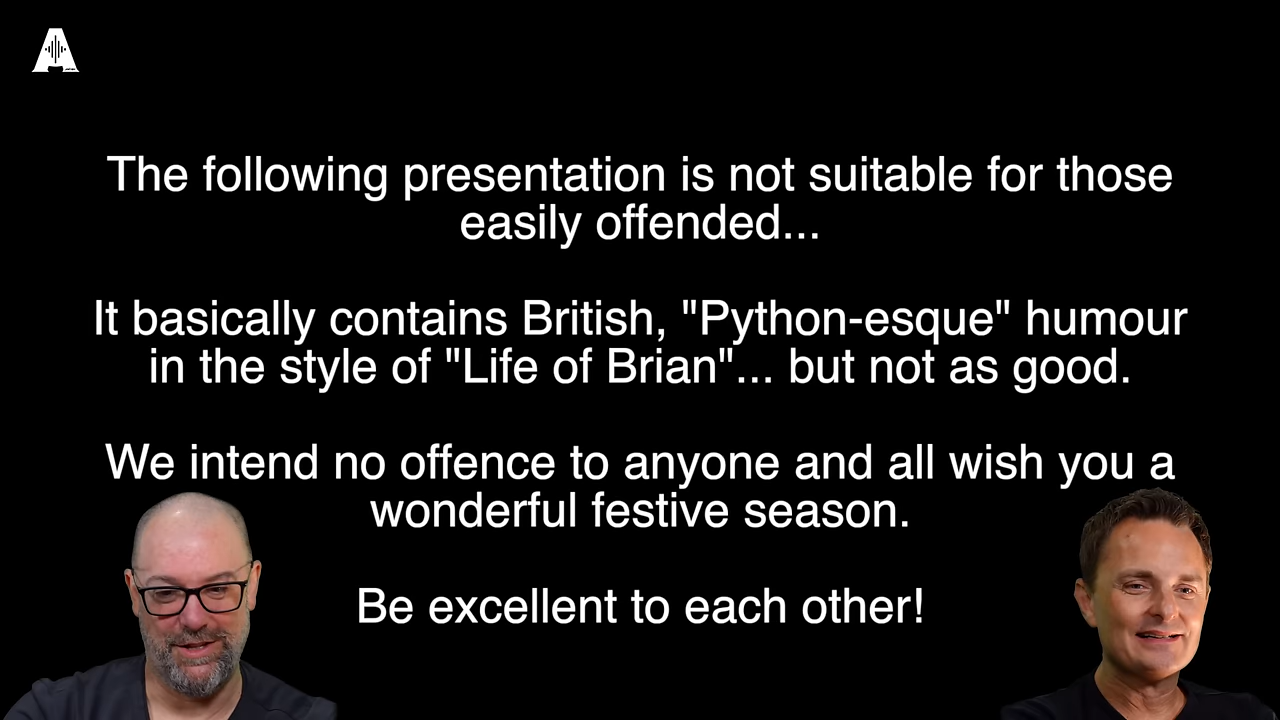 The following presentation is not suitable for those
easily offended...
It basically contains British, "Python-esque" humour
in the style of "Life of Brian"... but not as good.
We intend no offence to anyone and all wish you a
wonderful festive season.
Be excellent to each other!